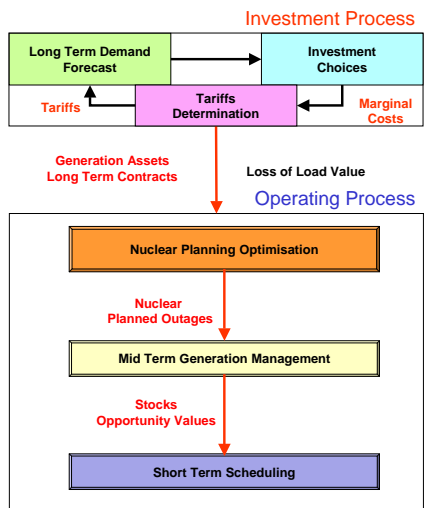 Investment Process
Long Term Demand
Forecast
Investment
Choices
Tariffs
Tariffs
Determination
Marginal
Costs
Generation Assets
Long Term Contracts
Loss of Load Value
Operating Process
Nuclear Planning Optimisation
Nuclear
Planned Outages
Mid Term Generation Management
Stocks
Opportunity Values
Short Term Scheduling